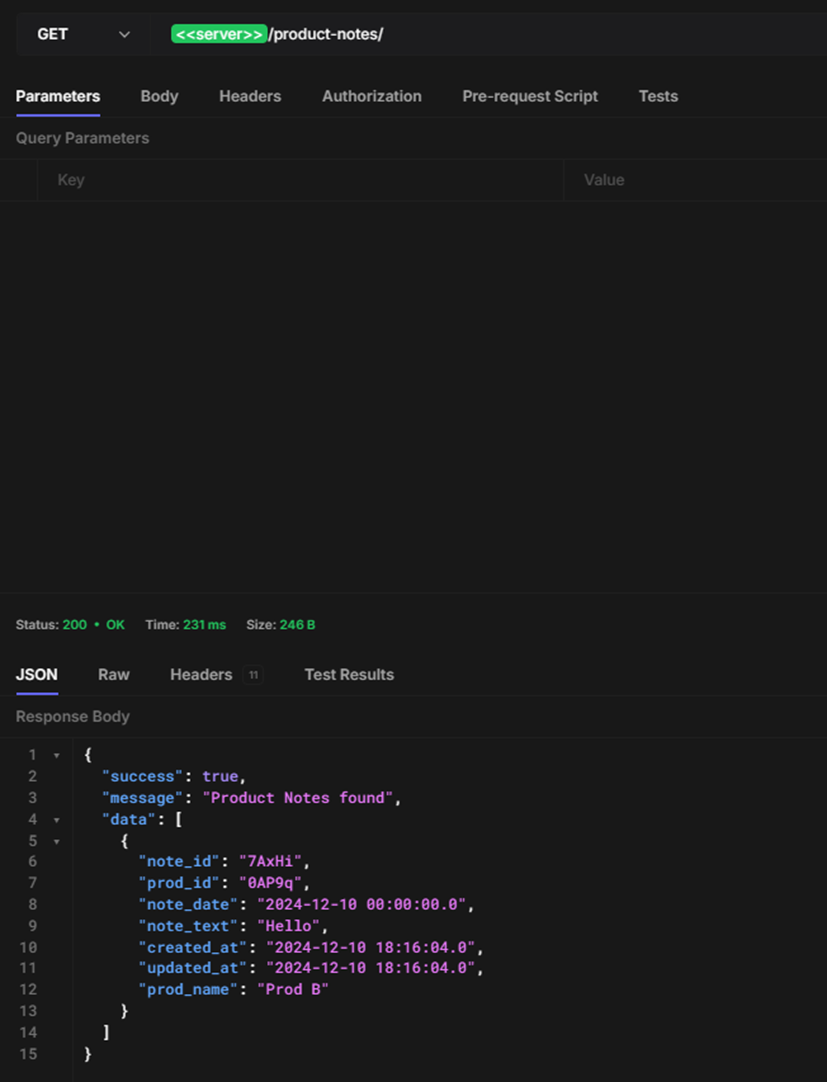 GET <<server>>/product-notes/
Parameters Body Headers Authorization Pre-request Script Tests
Query Parameters
Key Value
Status: 200 • OK Time: 231 ms Size: 246 B
JSON Raw Headers 11 Test Results
Response Body
1 {
2 "success": true,
3 "message": "Product Notes found",
4 "data": [
5 {
6 "note_id": "7AxHi",
7 "prod_id": "0AP9q",
8 "note_date": "2024-12-10 00:00:00.0",
9 "note_text": "Hello",
10 "created_at": "2024-12-10 18:16:04.0",
11 "updated_at": "2024-12-10 18:16:04.0",
12 "prod_name": "Prod B"
13 }
14 ]
15 }